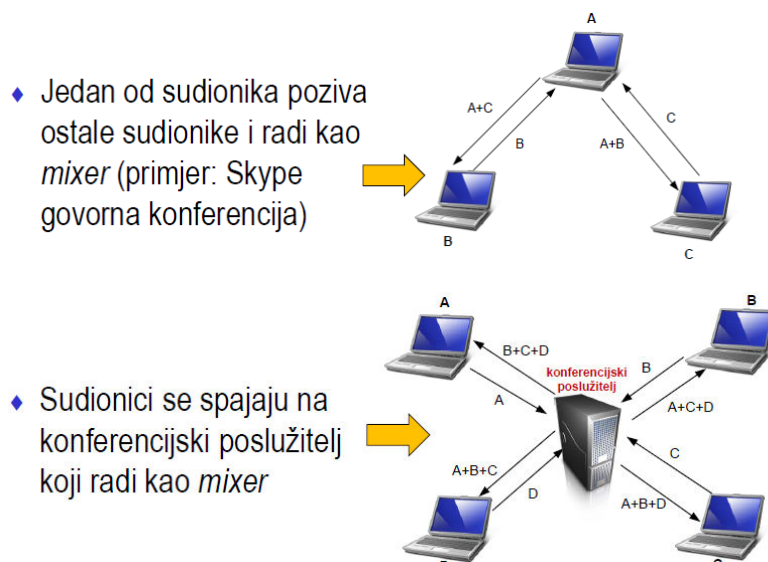 A
♦ Jedan od sudionika poziva
ostale sudionike i radi kao
mixer (primjer: Skype
govorna konferencija)
A+C
B
A+B
C
B
C
A
B
B+C+D
A
konferencijski
poslužitelj
B
A+C+D
♦ Sudionici se spajaju na
konferencijski poslužitelj
koji radi kao mixer
A+B+C
D
C
A+B+D